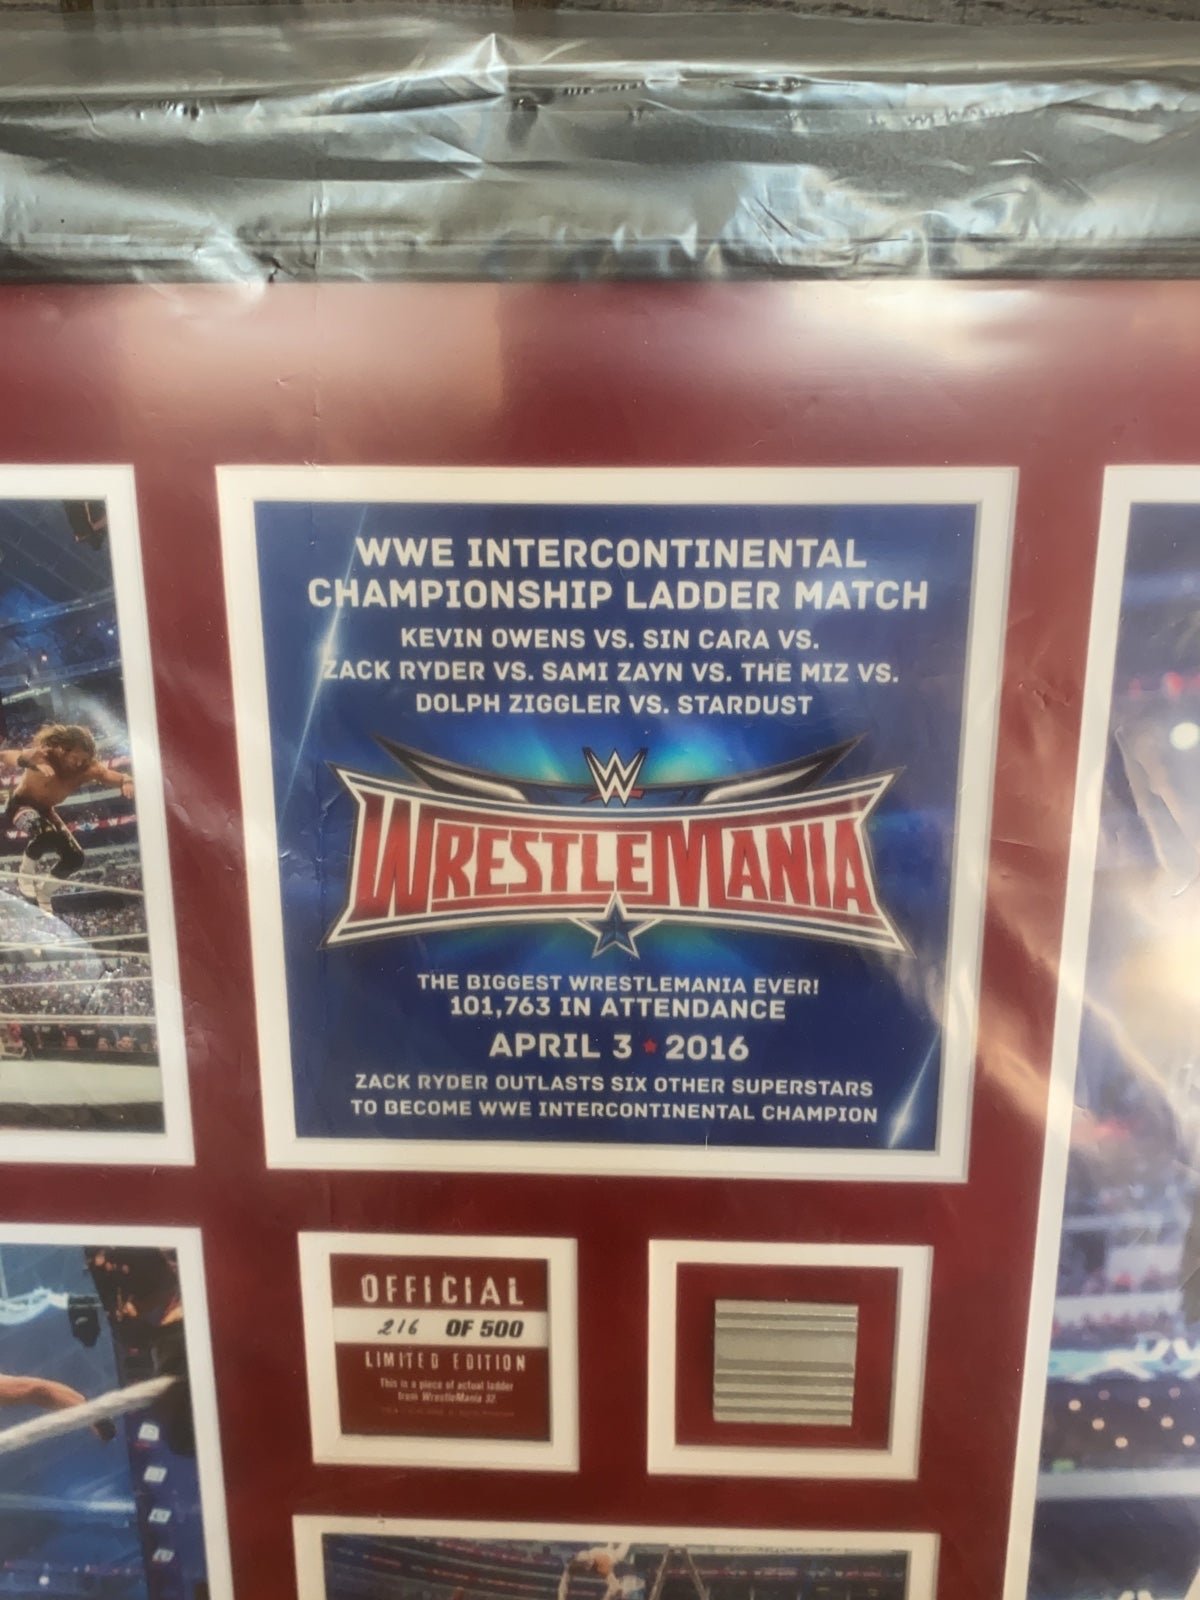 WWE INTERCONTINENTAL
CHAMPIONSHIP LADDER MATCH
KEVIN OWENS VS. SIN CARA VS.
ZACK RYDER VS. SAMI ZAYN VS. THE MIZ VS.
DOLPH ZIGGLER VS. STARDUST
W
WRESTLEMANIA
THE BIGGEST WRESTLEMANIA EVER!
101,763 IN ATTENDANCE
APRIL 3 ★ 2016
ZACK RYDER OUTLASTS SIX OTHER SUPERSTARS
TO BECOME WWE INTERCONTINENTAL CHAMPION
OFFICIAL
216 OF 500
LIMITED EDITION
This is a piece of actual ladder
from WrestleMania 32.